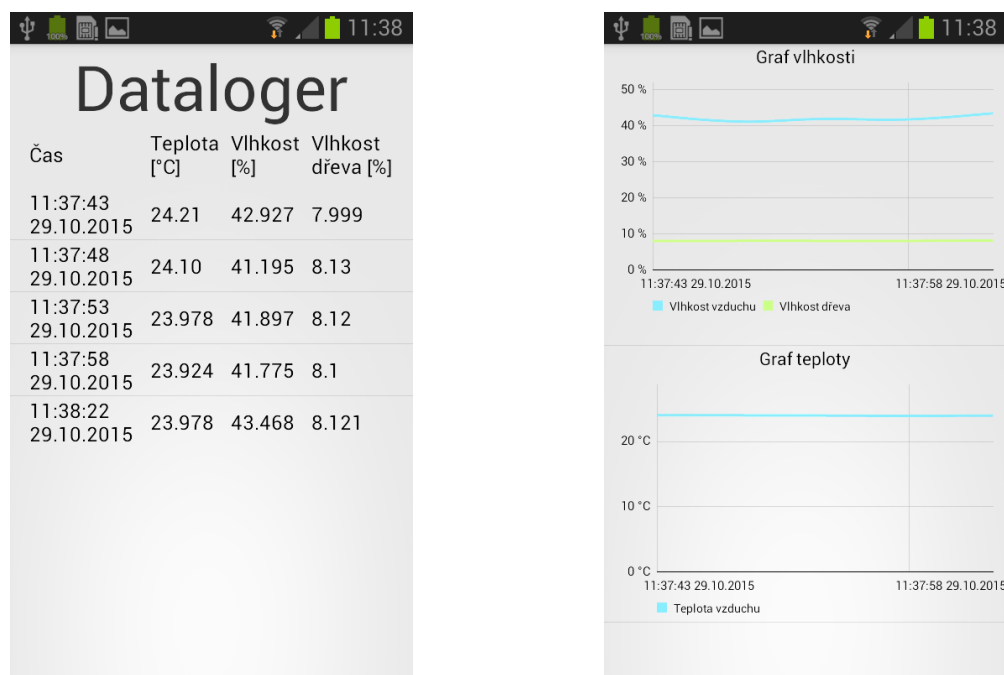 100%
11:38
Dataloger
Čas Teplota [°C] Vlhkost [%] Vlhkost dřeva [%]
11:37:43 29.10.2015 24.21 42.927 7.999
11:37:48 29.10.2015 24.10 41.195 8.13
11:37:53 29.10.2015 23.978 41.897 8.12
11:37:58 29.10.2015 23.924 41.775 8.1
11:38:22 29.10.2015 23.978 43.468 8.121
100%
11:38
Graf vlhkosti
50 %
40 %
30 %
20 %
10 %
0 %
11:37:43 29.10.2015 11:37:58 29.10.2015
Vlhkost vzduchu Vlhkost dřeva
Graf teploty
20 °C
10 °C
0 °C
11:37:43 29.10.2015 11:37:58 29.10.2015
Teplota vzduchu